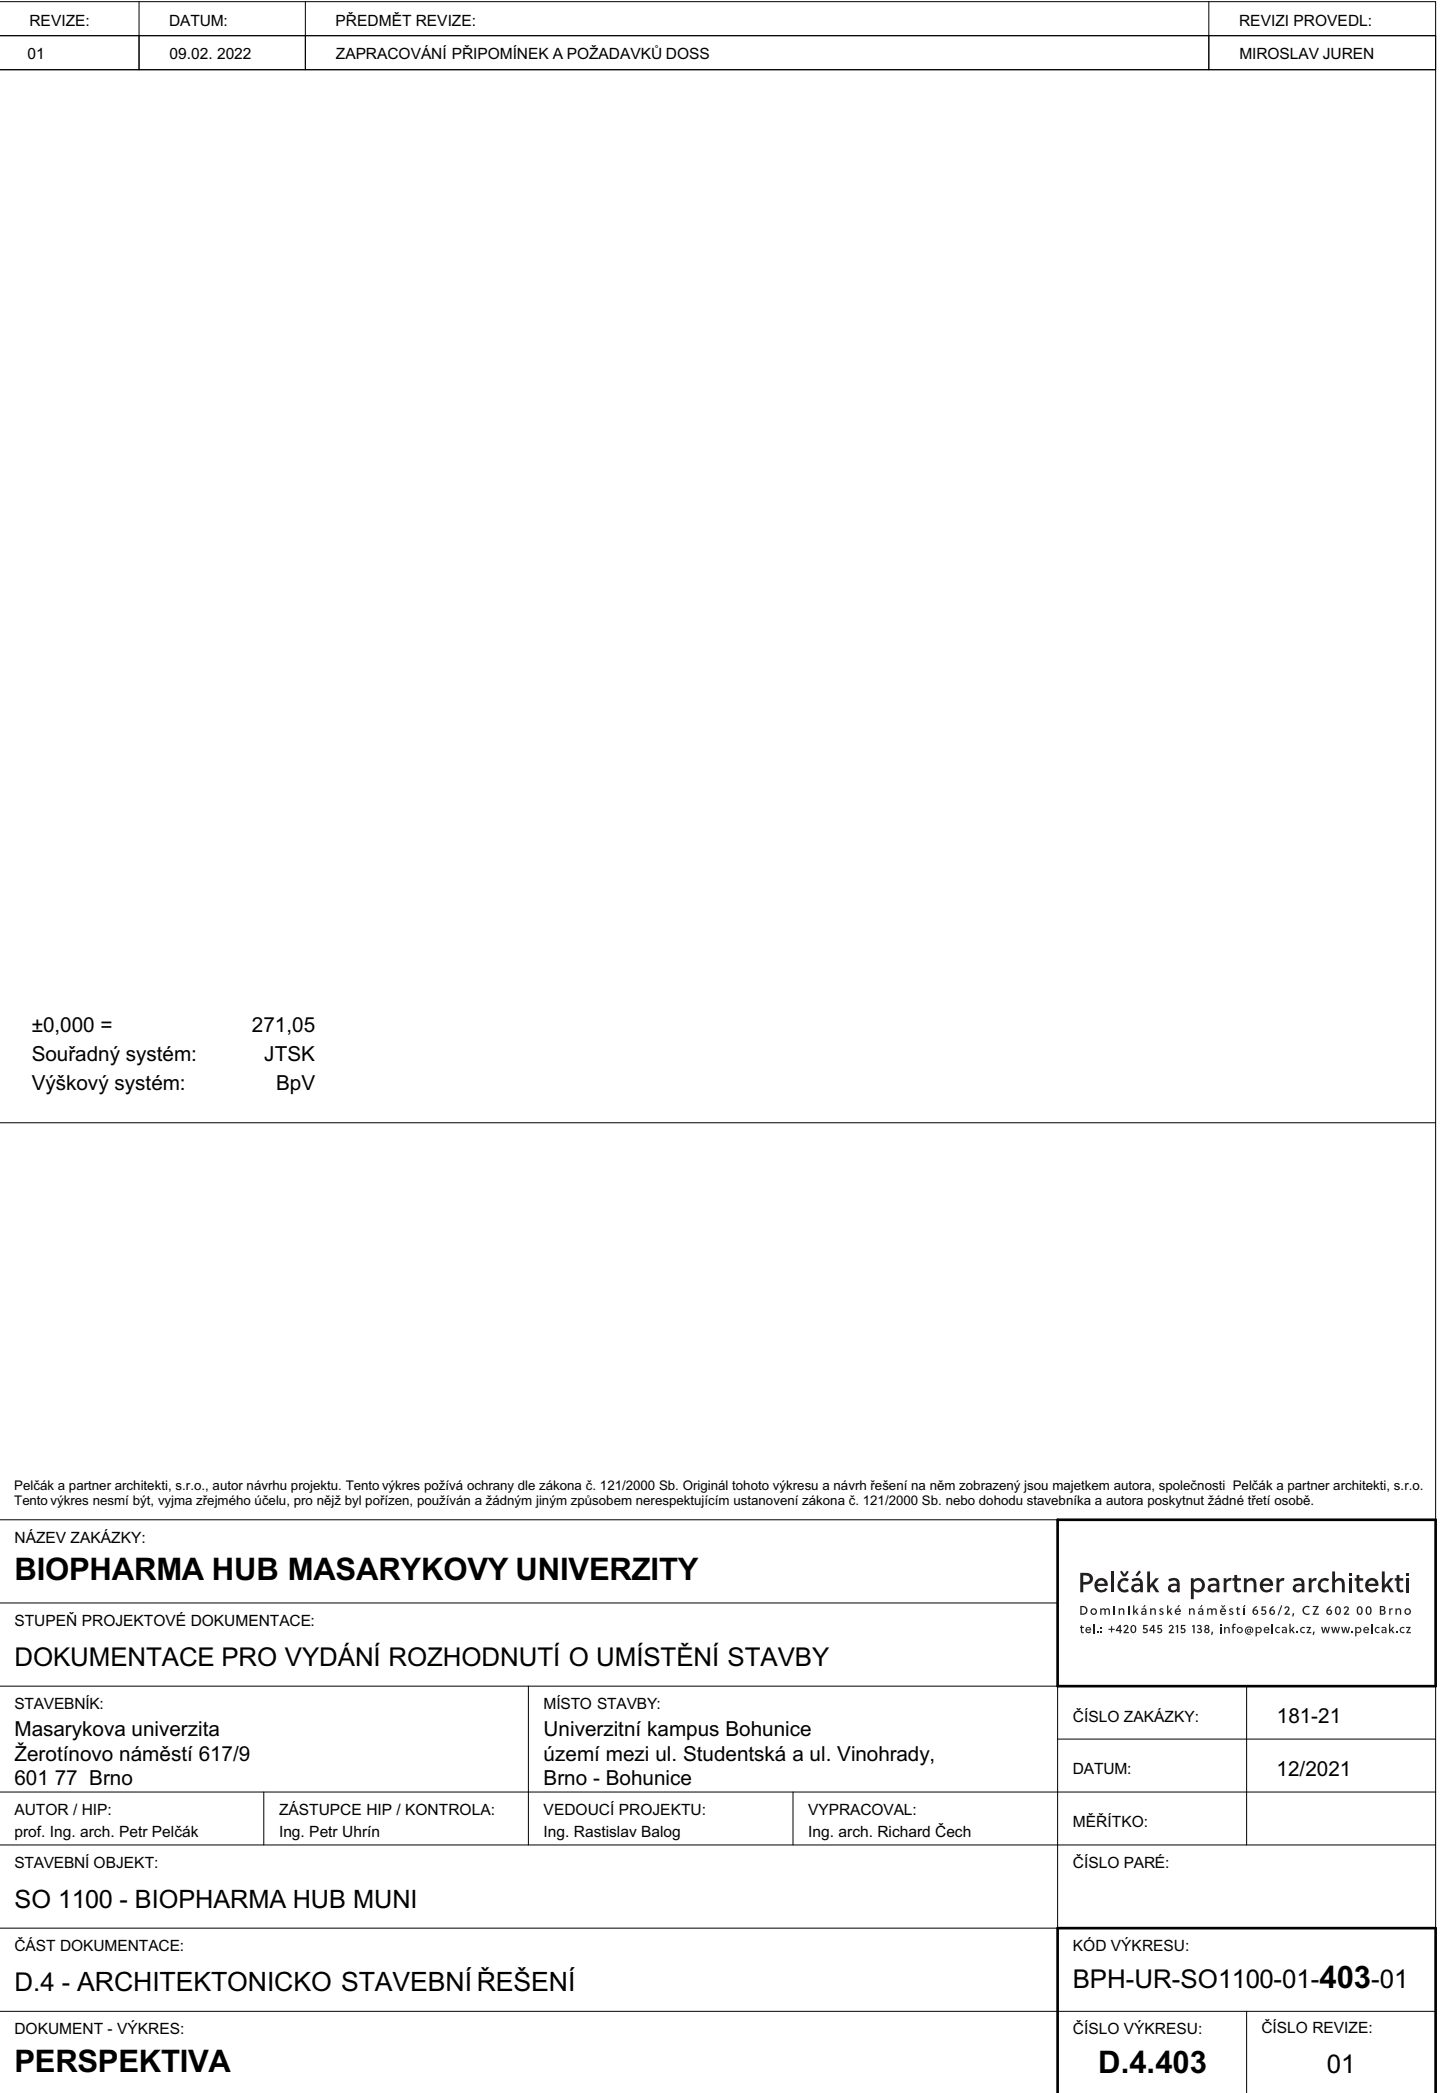 REVIZE: DATUM: PŘEDMĚT REVIZE: REVIZI PROVEDL:
01 09.02. 2022 ZAPRACOVÁNÍ PŘIPOMÍNEK A POŽADAVKŮ DOSS MIROSLAV JUREN
±0,000 = 271,05
Souřadný systém: JTSK
Výškový systém: BpV
Pelčák a partner architekti, s.r.o., autor návrhu projektu. Tento výkres požívá ochrany dle zákona č. 121/2000 Sb. Originál tohoto výkresu a návrh řešení na něm zobrazený jsou majetkem autora, společnosti Pelčák a partner architekti, s.r.o.
Tento výkres nesmí být, vyjma zřejmého účelu, pro nějž byl pořízen, používán a žádným jiným způsobem nerespektujícím ustanovení zákona č. 121/2000 Sb. nebo dohodu stavebníka a autora poskytnut žádné třetí osobě.
NÁZEV ZAKÁZKY:
BIOPHARMA HUB MASARYKOVY UNIVERZITY
Pelčák a partner architekti
Dominikánské náměstí 656/2, CZ 602 00 Brno
tel.: +420 545 215 138, info@pelcak.cz, www.pelcak.cz
STUPEŇ PROJEKTOVÉ DOKUMENTACE:
DOKUMENTACE PRO VYDÁNÍ ROZHODNUTÍ O UMÍSTĚNÍ STAVBY
STAVEBNÍK:
Masarykova univerzita
Žerotínovo náměstí 617/9
601 77 Brno
MÍSTO STAVBY:
Univerzitní kampus Bohunice
území mezi ul. Studentská a ul. Vinohrady,
Brno - Bohunice
ČÍSLO ZAKÁZKY: 181-21
DATUM: 12/2021
AUTOR / HIP:
prof. Ing. arch. Petr Pelčák
ZÁSTUPCE HIP / KONTROLA:
Ing. Petr Uhrín
VEDOUCÍ PROJEKTU:
Ing. Rastislav Balog
VYPRACOVAL:
Ing. arch. Richard Čech
MĚŘÍTKO:
STAVEBNÍ OBJEKT:
SO 1100 - BIOPHARMA HUB MUNI
ČÍSLO PARÉ:
ČÁST DOKUMENTACE:
D.4 - ARCHITEKTONICKO STAVEBNÍ ŘEŠENÍ
KÓD VÝKRESU:
BPH-UR-SO1100-01-403-01
DOKUMENT - VÝKRES:
PERSPEKTIVA
ČÍSLO VÝKRESU:
D.4.403
ČÍSLO REVIZE:
01